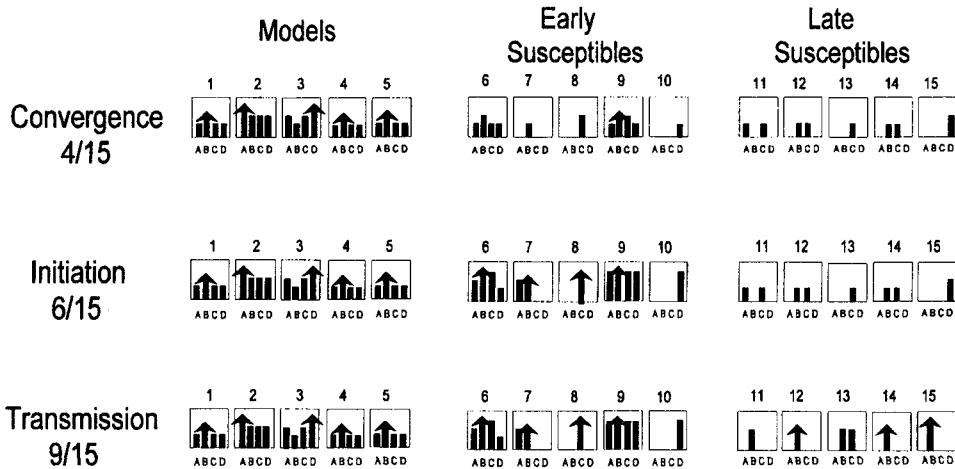 Models
Early
Susceptibles
Late
Susceptibles
Convergence
4/15
1 2 3 4 5
6 7 8 9 10
11 12 13 14 15
ABCD ABCD ABCD ABCD ABCD
ABCD ABCD ABCD ABCD ABCD
ABCD ABCD ABCD ABCD ABCD
Initiation
6/15
1 2 3 4 5
6 7 8 9 10
11 12 13 14 15
ABCD ABCD ABCD ABCD ABCD
ABCD ABCD ABCD ABCD ABCD
ABCD ABCD ABCD ABCD ABCD
Transmission
9/15
1 2 3 4 5
6 7 8 9 10
11 12 13 14 15
ABCD ABCD ABCD ABCD ABCD
ABCD ABCD ABCD ABCD ABCD
ABCD ABCD ABCD ABCD ABCD